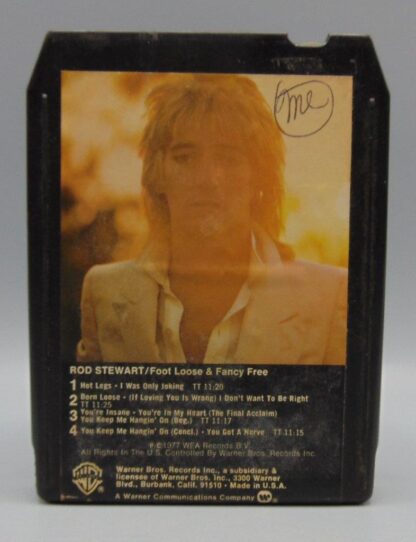 me
ROD STEWART/Foot Loose & Fancy Free
1 Hot Legs • I Was Only Joking TT 11:20
2 Born Loose • (If Loving You Is Wrong) I Don't Want To Be Right
TT 11:25
3 You're Insane • You're In My Heart (The Final Acclaim)
You Keep Me Hangin' On (Beg.) TT 11:17
4 You Keep Me Hangin' On (Concl.) • You Got A Nerve TT 11:15
℗ © 1977 WEA Records B.V.
All Rights In The U.S. Controlled By Warner Bros. Records Inc.
Warner Bros. Records Inc., a subsidiary &
licensee of Warner Bros. Inc., 3300 Warner
Blvd., Burbank, Calif. 91510 • Made in U.S.A.
A Warner Communications Company